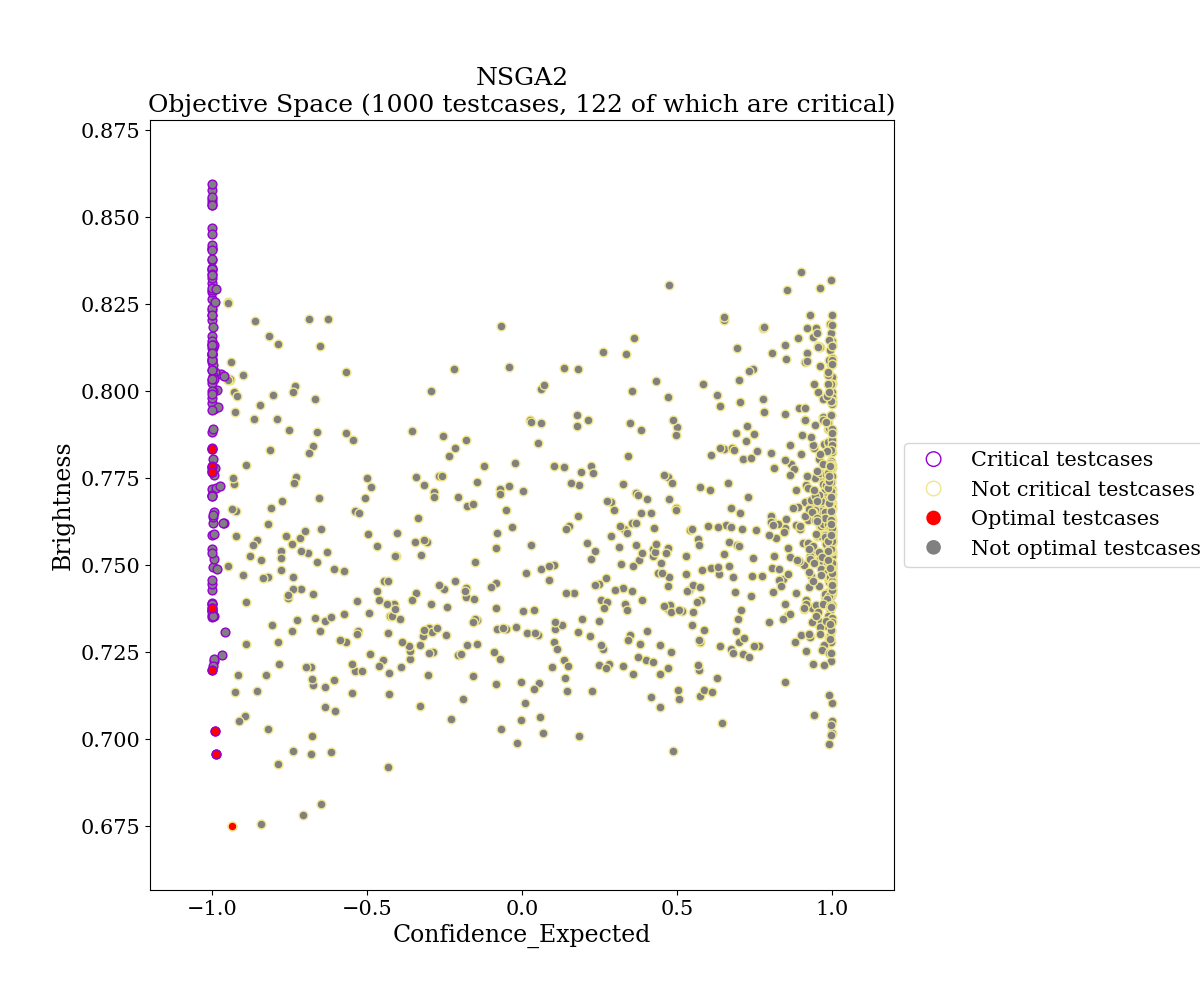 NSGA2
Objective Space (1000 testcases, 122 of which are critical)
0.875
0.850
0.825
0.800
0.775
0.750
0.725
0.700
0.675
Brightness
−1.0
−0.5
0.0
0.5
1.0
Confidence_Expected
Critical testcases
Not critical testcases
Optimal testcases
Not optimal testcases